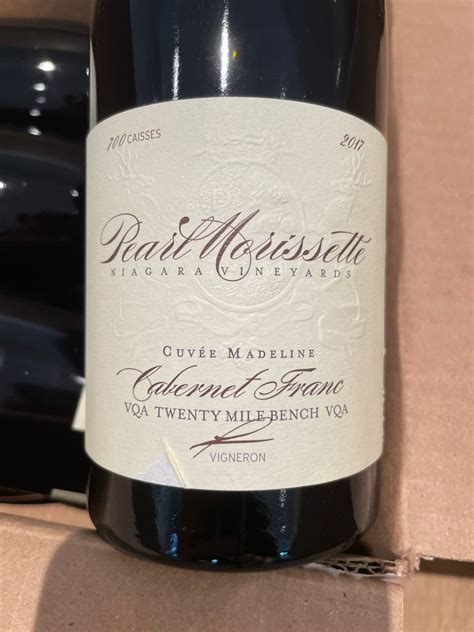 700 CAISSES
2017
Pearl Morissette
NIAGARA VINEYARDS
CUVÉE MADELINE
Cabernet Franc
VQA TWENTY MILE BENCH VQA
VIGNERON